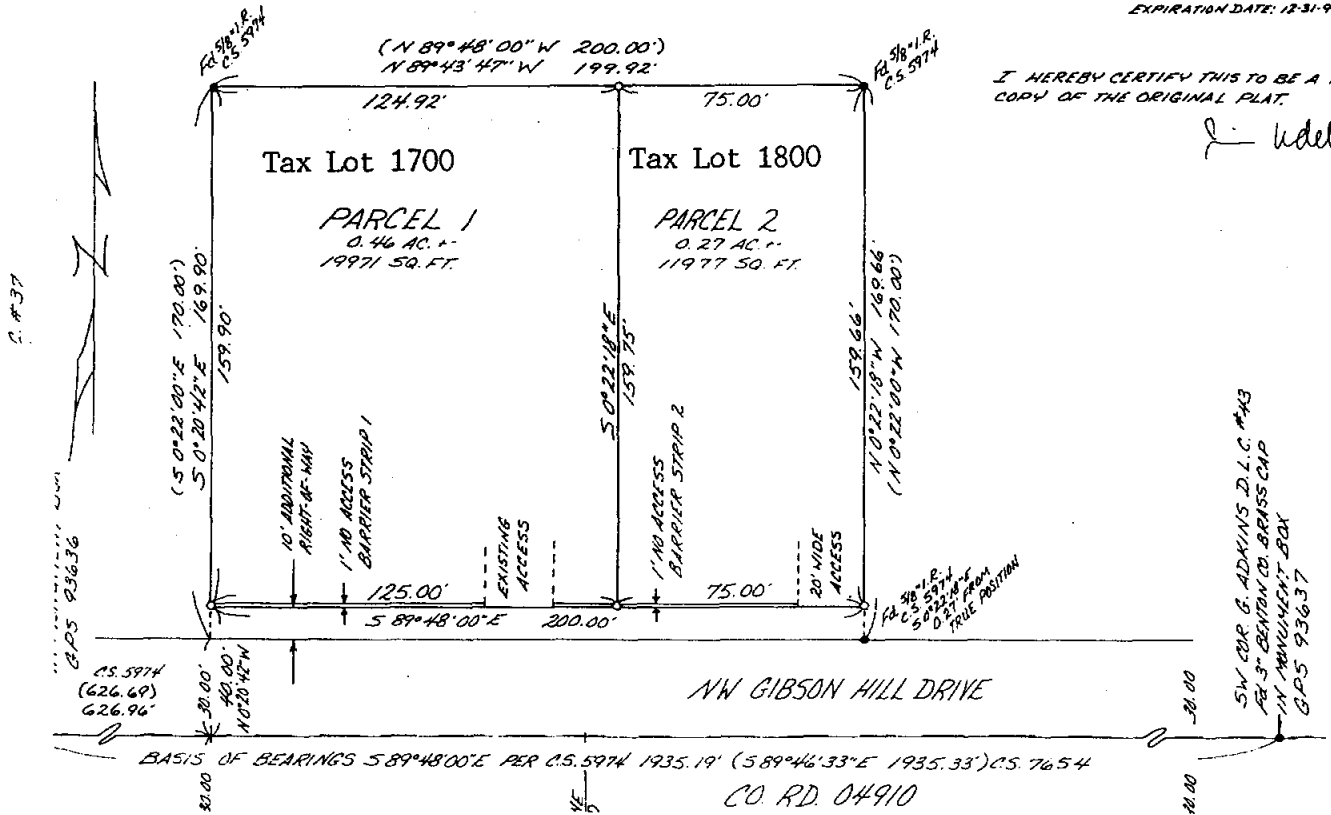 EXPIRATION DATE: 12-31-9
I HEREBY CERTIFY THIS TO BE A
COPY OF THE ORIGINAL PLAT.
Fd. 5/8" I.R.
C.S. 5974
(N 89°48'00" W 200.00')
N 89°43'47" W 199.92'
Fd. 5/8" I.R.
C.S. 5974
124.92'
75.00'
Tax Lot 1700
Tax Lot 1800
PARCEL 1
0.46 AC. +-
19971 SQ. FT.
PARCEL 2
0.27 AC. +-
11977 SQ. FT.
C. #37
(S 0°22'00" E 170.00')
S 0°20'42" E 169.90'
159.90'
S 0°22'18" E
159.75'
159.66'
N 0°22'18" W 169.66'
(N 0°22'00" W 170.00')
10' ADDITIONAL
RIGHT-OF-WAY
1' NO ACCESS
BARRIER STRIP 1
EXISTING
ACCESS
1' NO ACCESS
BARRIER STRIP 2
20' WIDE
ACCESS
125.00'
75.00'
S 89°48'00" E 200.00'
Fd. 5/8" I.R.
C.S. 5974
S 0°22'18" E
0.27' FROM
TRUE POSITION
GPS 93636
C.S. 5974
(626.69)
626.96'
30.00'
40.00'
N 0°20'42" W
NW GIBSON HILL DRIVE
30.00
SW COR. G. ADKINS D.L.C. #43
Fd. 3" BENTON CO. BRASS CAP
IN MONUMENT BOX
GPS 93637
BASIS OF BEARINGS S 89°48'00" E PER C.S. 5974 1935.19' (S 89°46'33" E 1935.33') C.S. 7654
30.00
CO. RD. 04910